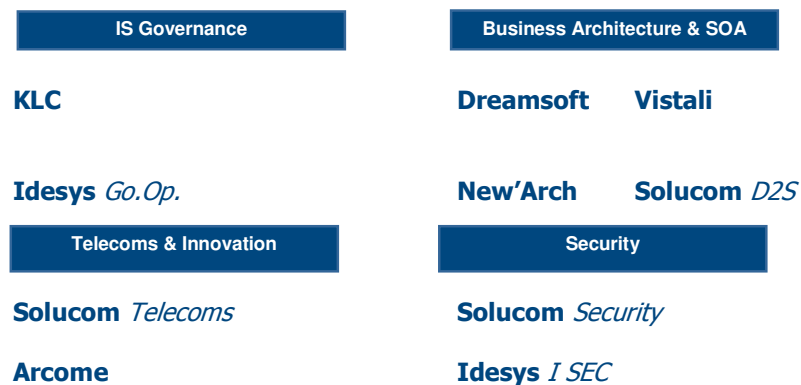 IS Governance
Business Architecture & SOA
KLC
Dreamsoft Vistali
Idesys Go.Op.
New'Arch Solucom D2S
Telecoms & Innovation
Security
Solucom Telecoms
Solucom Security
Arcome
Idesys I SEC